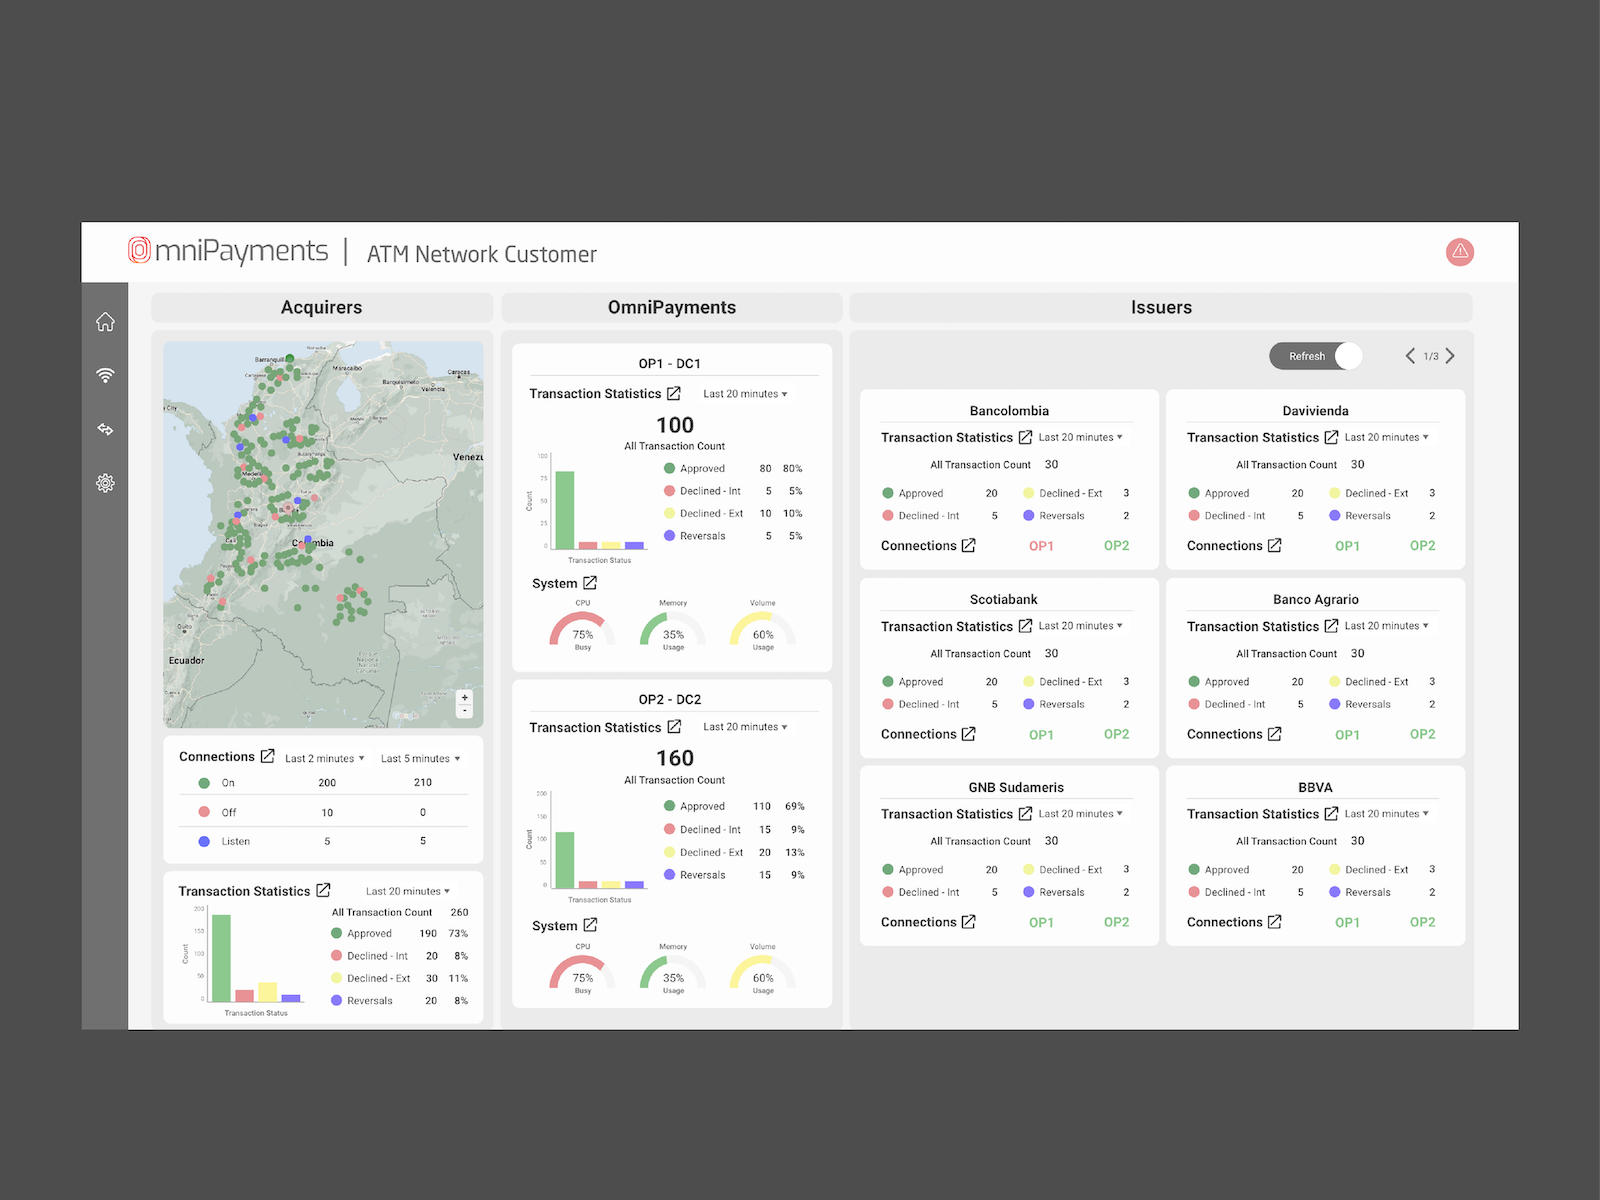 OmniPayments | ATM Network Customer
Acquirers
Barranquilla
Maracaibo
Barquisimeto
Caracas
Valencia
Venezu
Medellín
Cali
Colombia
Quito
Ecuador
+
-
Connections
Last 2 minutes
Last 5 minutes
On 200 210
Off 10 0
Listen 5 5
Transaction Statistics
Last 20 minutes
200
150
100
50
0
Count
Transaction Status
All Transaction Count 260
Approved 190 73%
Declined - Int 20 8%
Declined - Ext 30 11%
Reversals 20 8%
OmniPayments
OP1 - DC1
Transaction Statistics
Last 20 minutes
100
All Transaction Count
100
75
50
25
0
Count
Transaction Status
Approved 80 80%
Declined - Int 5 5%
Declined - Ext 10 10%
Reversals 5 5%
System
CPU
75%
Busy
Memory
35%
Usage
Volume
60%
Usage
OP2 - DC2
Transaction Statistics
Last 20 minutes
160
All Transaction Count
200
150
100
50
0
Count
Transaction Status
Approved 110 69%
Declined - Int 15 9%
Declined - Ext 20 13%
Reversals 15 9%
System
CPU
75%
Busy
Memory
35%
Usage
Volume
60%
Usage
Issuers
Refresh
1/3
Bancolombia
Transaction Statistics
Last 20 minutes
All Transaction Count 30
Approved 20 Declined - Ext 3
Declined - Int 5 Reversals 2
Connections OP1 OP2
Davivienda
Transaction Statistics
Last 20 minutes
All Transaction Count 30
Approved 20 Declined - Ext 3
Declined - Int 5 Reversals 2
Connections OP1 OP2
Scotiabank
Transaction Statistics
Last 20 minutes
All Transaction Count 30
Approved 20 Declined - Ext 3
Declined - Int 5 Reversals 2
Connections OP1 OP2
Banco Agrario
Transaction Statistics
Last 20 minutes
All Transaction Count 30
Approved 20 Declined - Ext 3
Declined - Int 5 Reversals 2
Connections OP1 OP2
GNB Sudameris
Transaction Statistics
Last 20 minutes
All Transaction Count 30
Approved 20 Declined - Ext 3
Declined - Int 5 Reversals 2
Connections OP1 OP2
BBVA
Transaction Statistics
Last 20 minutes
All Transaction Count 30
Approved 20 Declined - Ext 3
Declined - Int 5 Reversals 2
Connections OP1 OP2